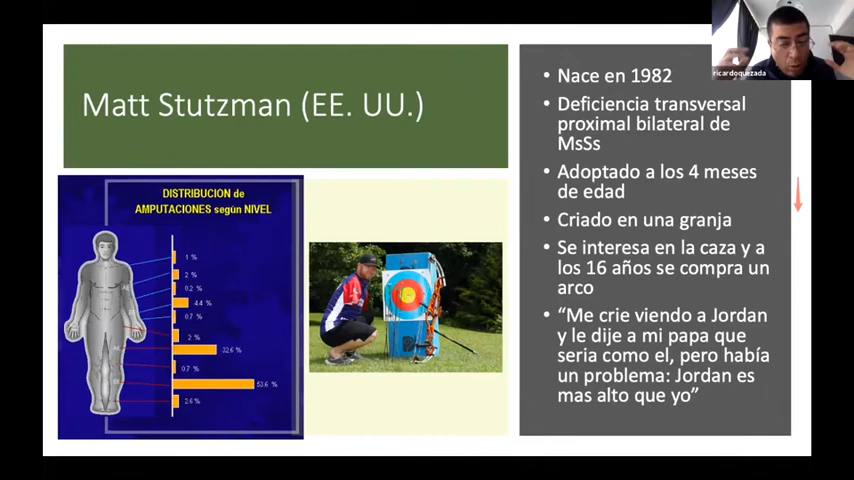 ricardoquezada
Matt Stutzman (EE. UU.)
DISTRIBUCION de
AMPUTACIONES según NIVEL
1 %
2 %
0.2 %
4.4 %
0.7 %
2 %
32.6 %
0.7 %
53.6 %
2.6 %
• Nace en 1982
• Deficiencia transversal
proximal bilateral de
MsSs
• Adoptado a los 4 meses
de edad
• Criado en una granja
• Se interesa en la caza y a
los 16 años se compra un
arco
• “Me crie viendo a Jordan
y le dije a mi papa que
seria como el, pero había
un problema: Jordan es
mas alto que yo”